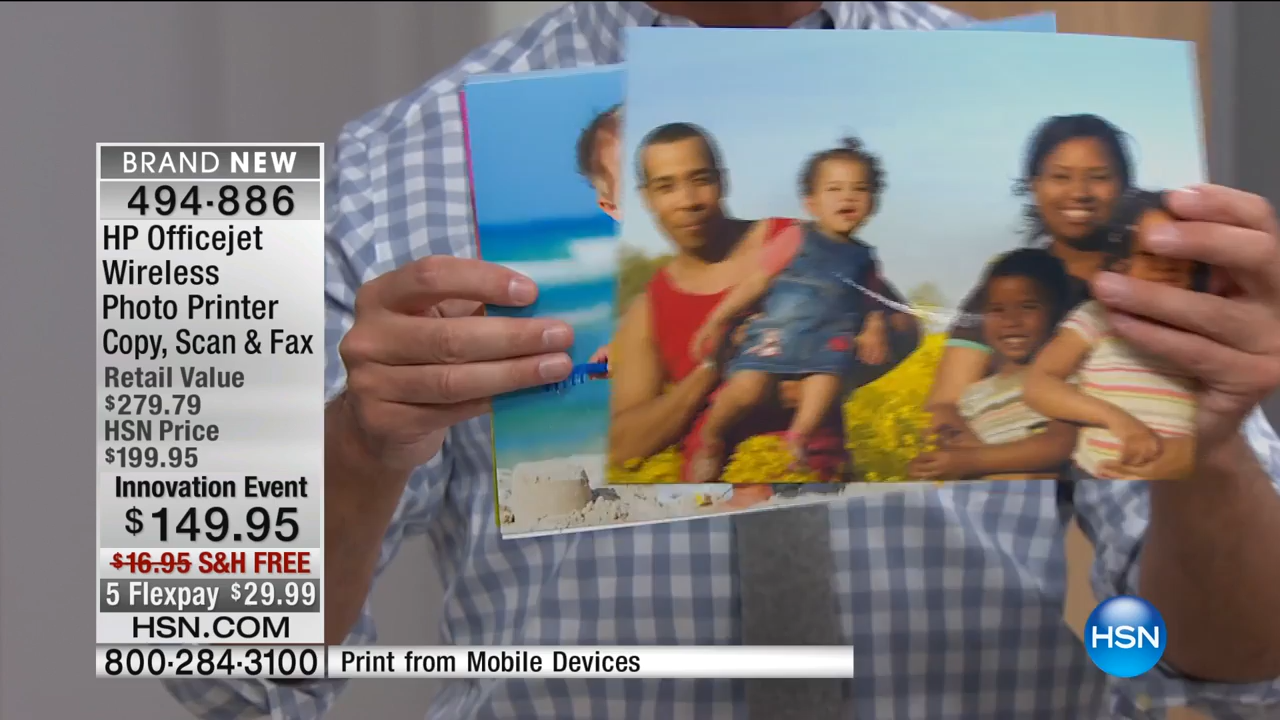 BRAND NEW
494•886
HP Officejet
Wireless
Photo Printer
Copy, Scan & Fax
Retail Value
$279.79
HSN Price
$199.95
Innovation Event
$149.95
$16.95 S&H FREE
5 Flexpay $29.99
HSN.COM
800•284•3100 Print from Mobile Devices
HSN